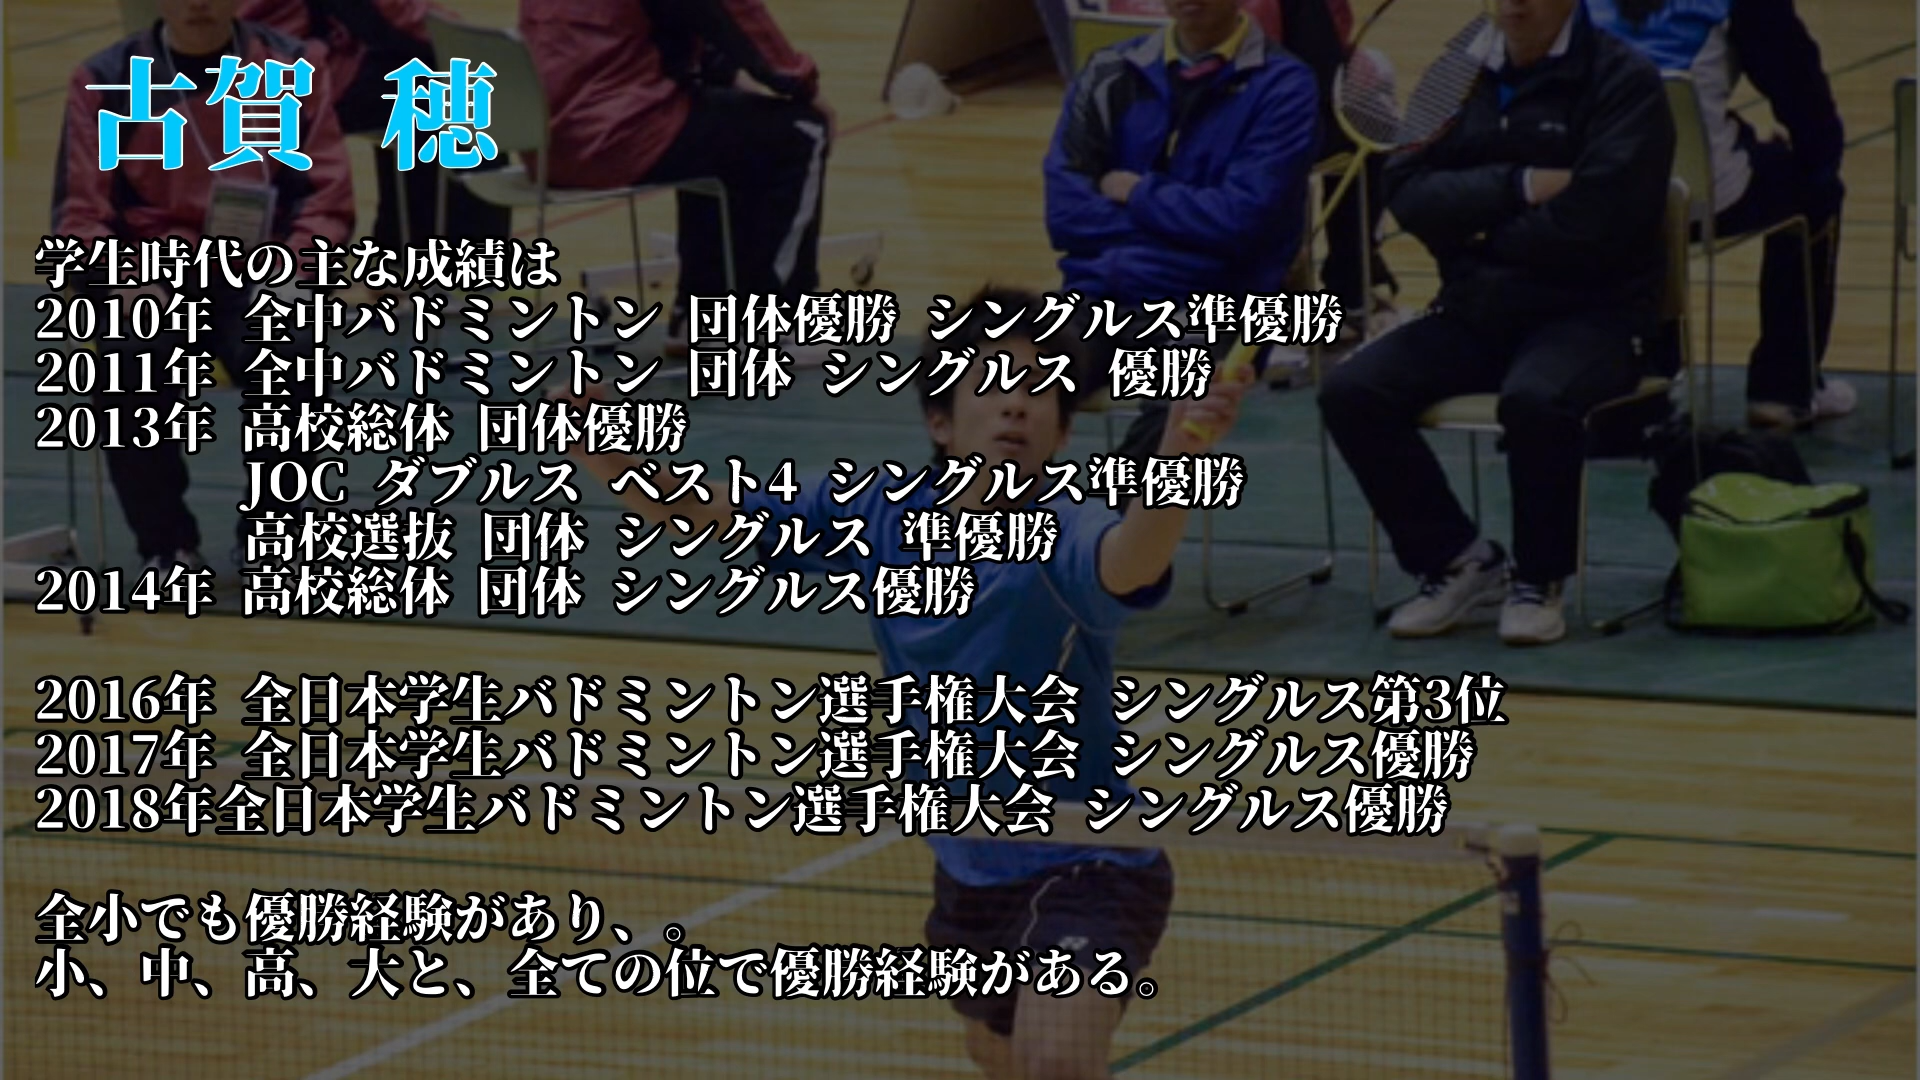 古賀 穂
学生時代の主な成績は
2010年 全中バドミントン 団体優勝 シングルス準優勝
2011年 全中バドミントン 団体 シングルス 優勝
2013年 高校総体 団体優勝
JOC ダブルス ベスト4 シングルス準優勝
高校選抜 団体 シングルス 準優勝
2014年 高校総体 団体 シングルス優勝
2016年 全日本学生バドミントン選手権大会 シングルス第3位
2017年 全日本学生バドミントン選手権大会 シングルス優勝
2018年全日本学生バドミントン選手権大会 シングルス優勝
全小でも優勝経験があり、。
小、中、高、大と、全ての位で優勝経験がある。